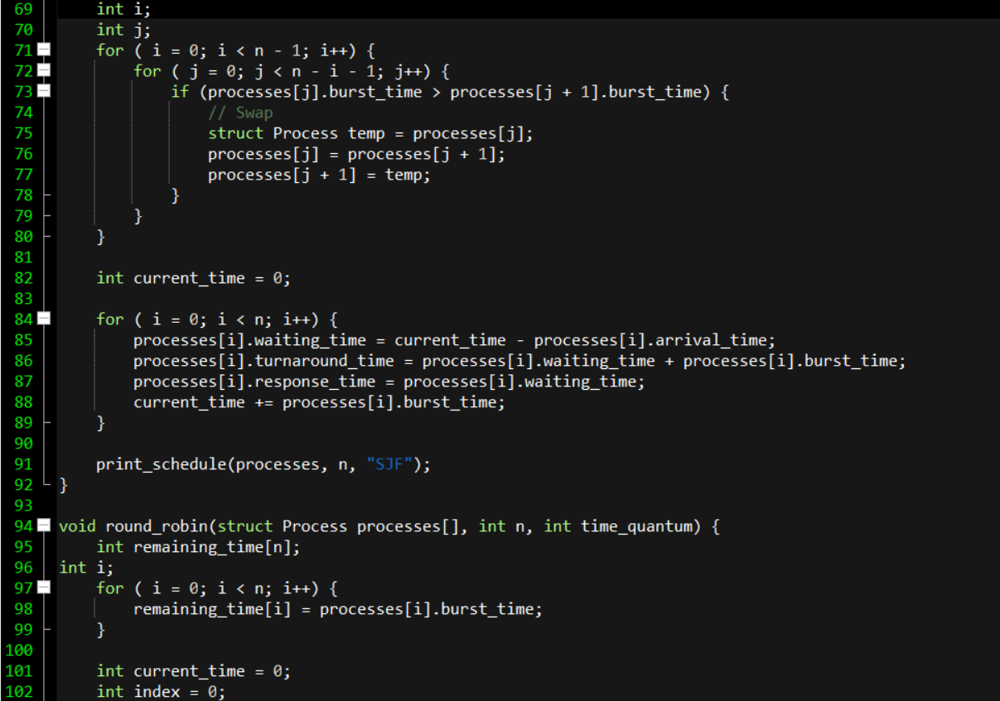 69 int i;
70 int j;
71 for ( i = 0; i < n - 1; i++) {
72 for ( j = 0; j < n - i - 1; j++) {
73 if (processes[j].burst_time > processes[j + 1].burst_time) {
74 // Swap
75 struct Process temp = processes[j];
76 processes[j] = processes[j + 1];
77 processes[j + 1] = temp;
78 }
79 }
80 }
81
82 int current_time = 0;
83
84 for ( i = 0; i < n; i++) {
85 processes[i].waiting_time = current_time - processes[i].arrival_time;
86 processes[i].turnaround_time = processes[i].waiting_time + processes[i].burst_time;
87 processes[i].response_time = processes[i].waiting_time;
88 current_time += processes[i].burst_time;
89 }
90
91 print_schedule(processes, n, "SJF");
92 }
93
94 void round_robin(struct Process processes[], int n, int time_quantum) {
95 int remaining_time[n];
96 int i;
97 for ( i = 0; i < n; i++) {
98 remaining_time[i] = processes[i].burst_time;
99 }
100
101 int current_time = 0;
102 int index = 0;